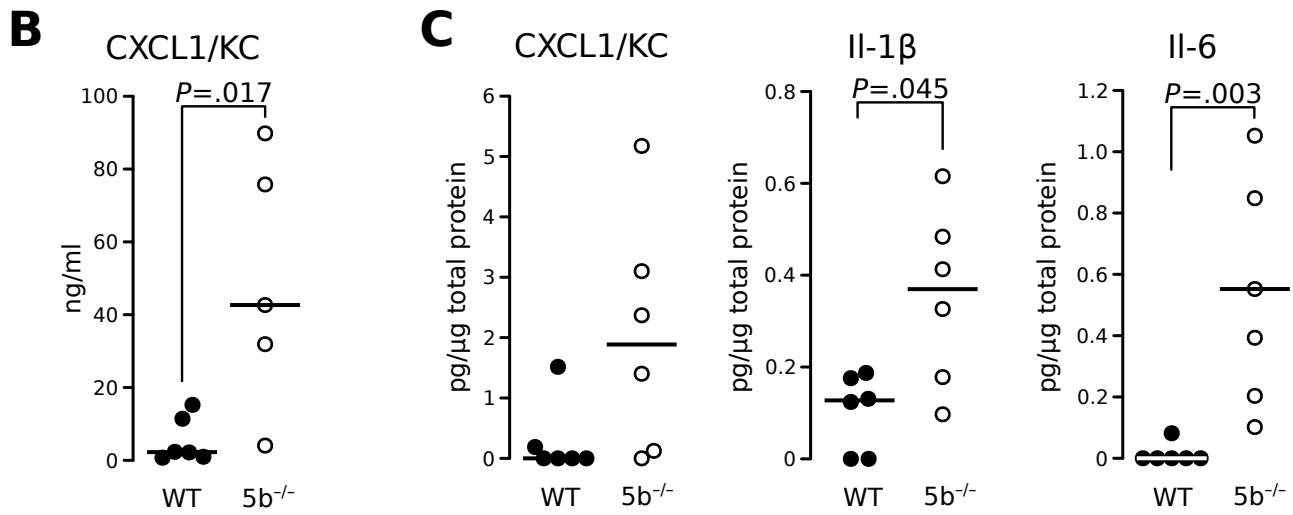 B
CXCL1/KC
P=.017
100
80
60
40
20
0
ng/ml
WT
5b⁻/⁻
C
CXCL1/KC
6
5
4
3
2
1
0
pg/μg total protein
WT
5b⁻/⁻
Il-1β
P=.045
0.8
0.6
0.4
0.2
0
pg/μg total protein
WT
5b⁻/⁻
Il-6
P=.003
1.2
1.0
0.8
0.6
0.4
0.2
0
pg/μg total protein
WT
5b⁻/⁻